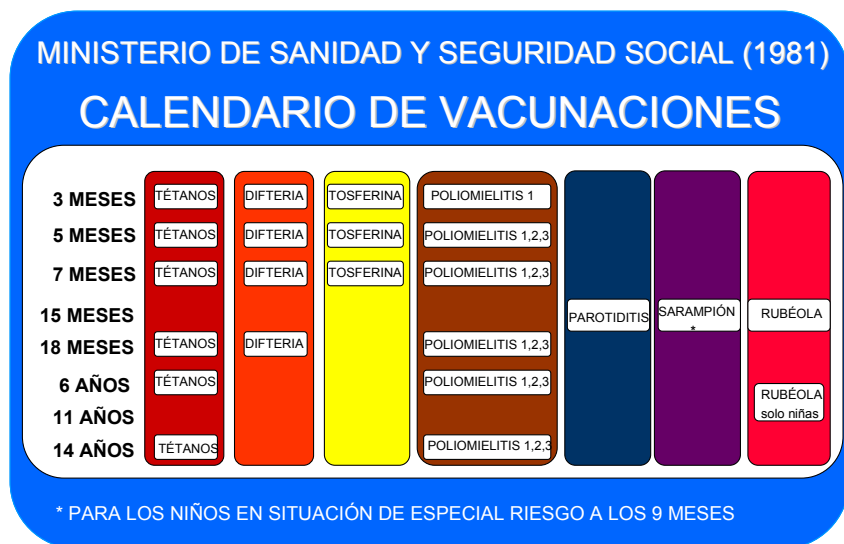 MINISTERIO DE SANIDAD Y SEGURIDAD SOCIAL (1981)
CALENDARIO DE VACUNACIONES
3 MESES TÉTANOS DIFTERIA TOSFERINA POLIOMIELITIS 1
5 MESES TÉTANOS DIFTERIA TOSFERINA POLIOMIELITIS 1,2,3
7 MESES TÉTANOS DIFTERIA TOSFERINA POLIOMIELITIS 1,2,3
15 MESES PAROTIDITIS SARAMPIÓN * RUBÉOLA
18 MESES TÉTANOS DIFTERIA POLIOMIELITIS 1,2,3
6 AÑOS TÉTANOS POLIOMIELITIS 1,2,3
11 AÑOS RUBÉOLA solo niñas
14 AÑOS TÉTANOS POLIOMIELITIS 1,2,3
* PARA LOS NIÑOS EN SITUACIÓN DE ESPECIAL RIESGO A LOS 9 MESES